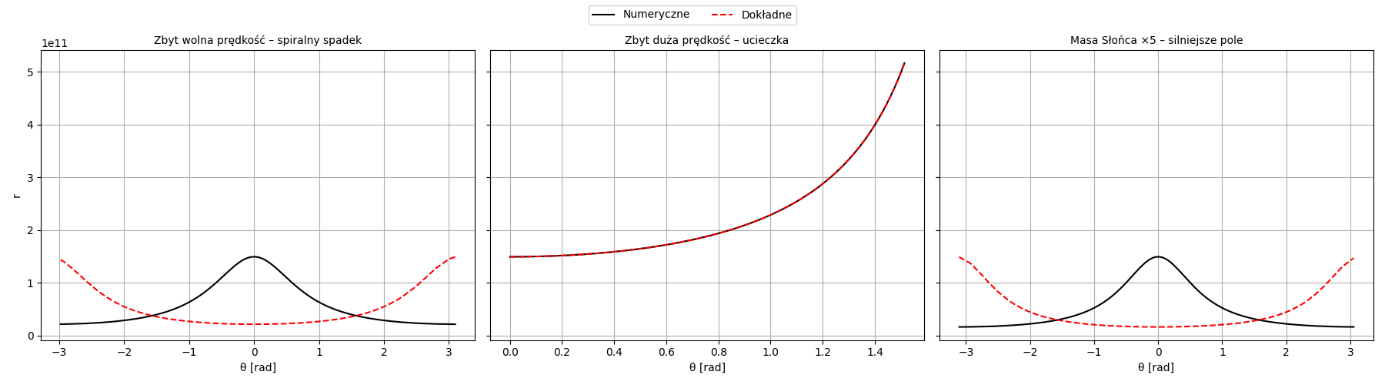 Numeryczne
Dokładne
Zbyt wolna prędkość – spiralny spadek
Zbyt duża prędkość – ucieczka
Masa Słońca ×5 – silniejsze pole
1e11
5
4
3
2
1
0
r
−3 −2 −1 0 1 2 3
0.0 0.2 0.4 0.6 0.8 1.0 1.2 1.4
−3 −2 −1 0 1 2 3
θ [rad]
θ [rad]
θ [rad]